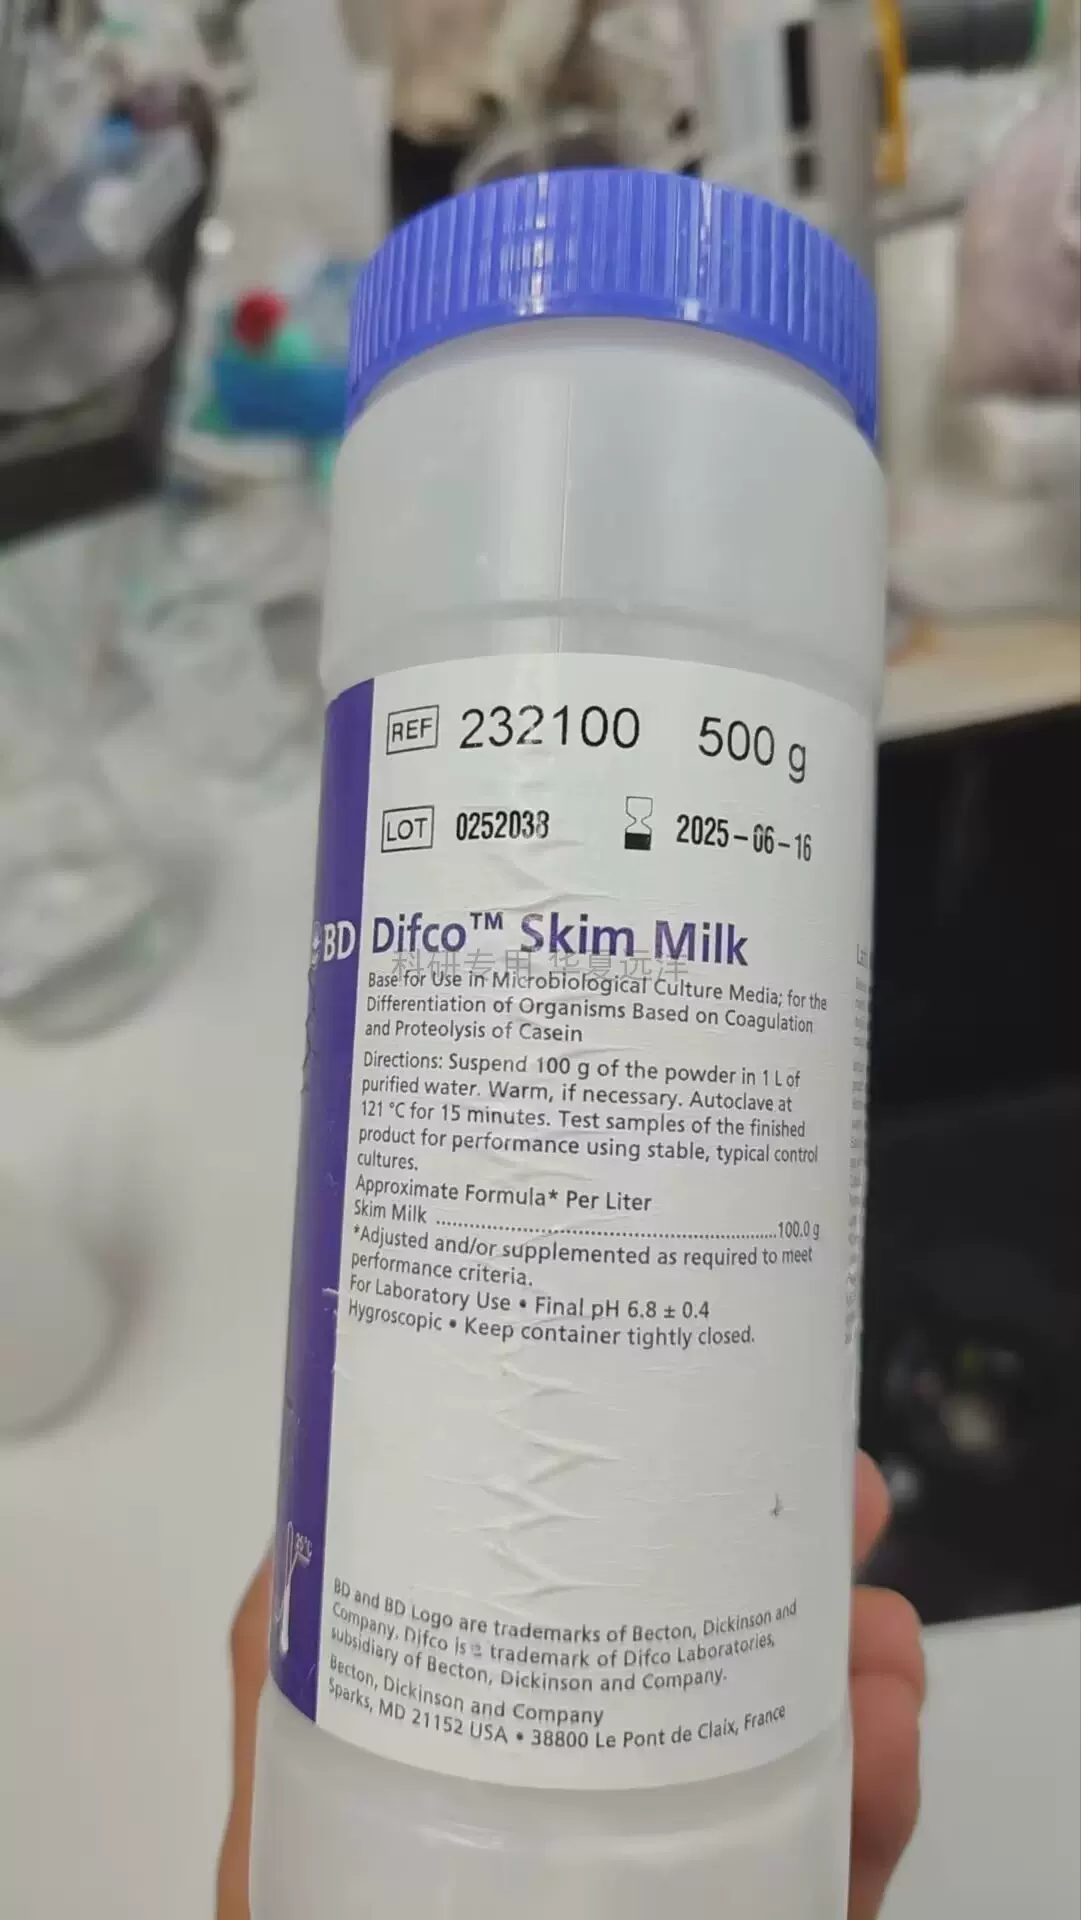 REF 232100 500 g
LOT 0252038 2025-06-16
BD Difco™ Skim Milk
科研专用 华夏远洋
Base for Use in Microbiological Culture Media; for the
Differentiation of Organisms Based on Coagulation
and Proteolysis of Casein
Directions: Suspend 100 g of the powder in 1 L of
purified water. Warm, if necessary. Autoclave at
121 °C for 15 minutes. Test samples of the finished
product for performance using stable, typical control
cultures.
Approximate Formula* Per Liter
Skim Milk ........................................................100.0 g
*Adjusted and/or supplemented as required to meet
performance criteria.
For Laboratory Use • Final pH 6.8 ± 0.4
Hygroscopic • Keep container tightly closed.
25°C
BD and BD Logo are trademarks of Becton, Dickinson and
Company. Difco is a trademark of Difco Laboratories,
subsidiary of Becton, Dickinson and Company.
Becton, Dickinson and Company
Sparks, MD 21152 USA • 38800 Le Pont de Claix, France